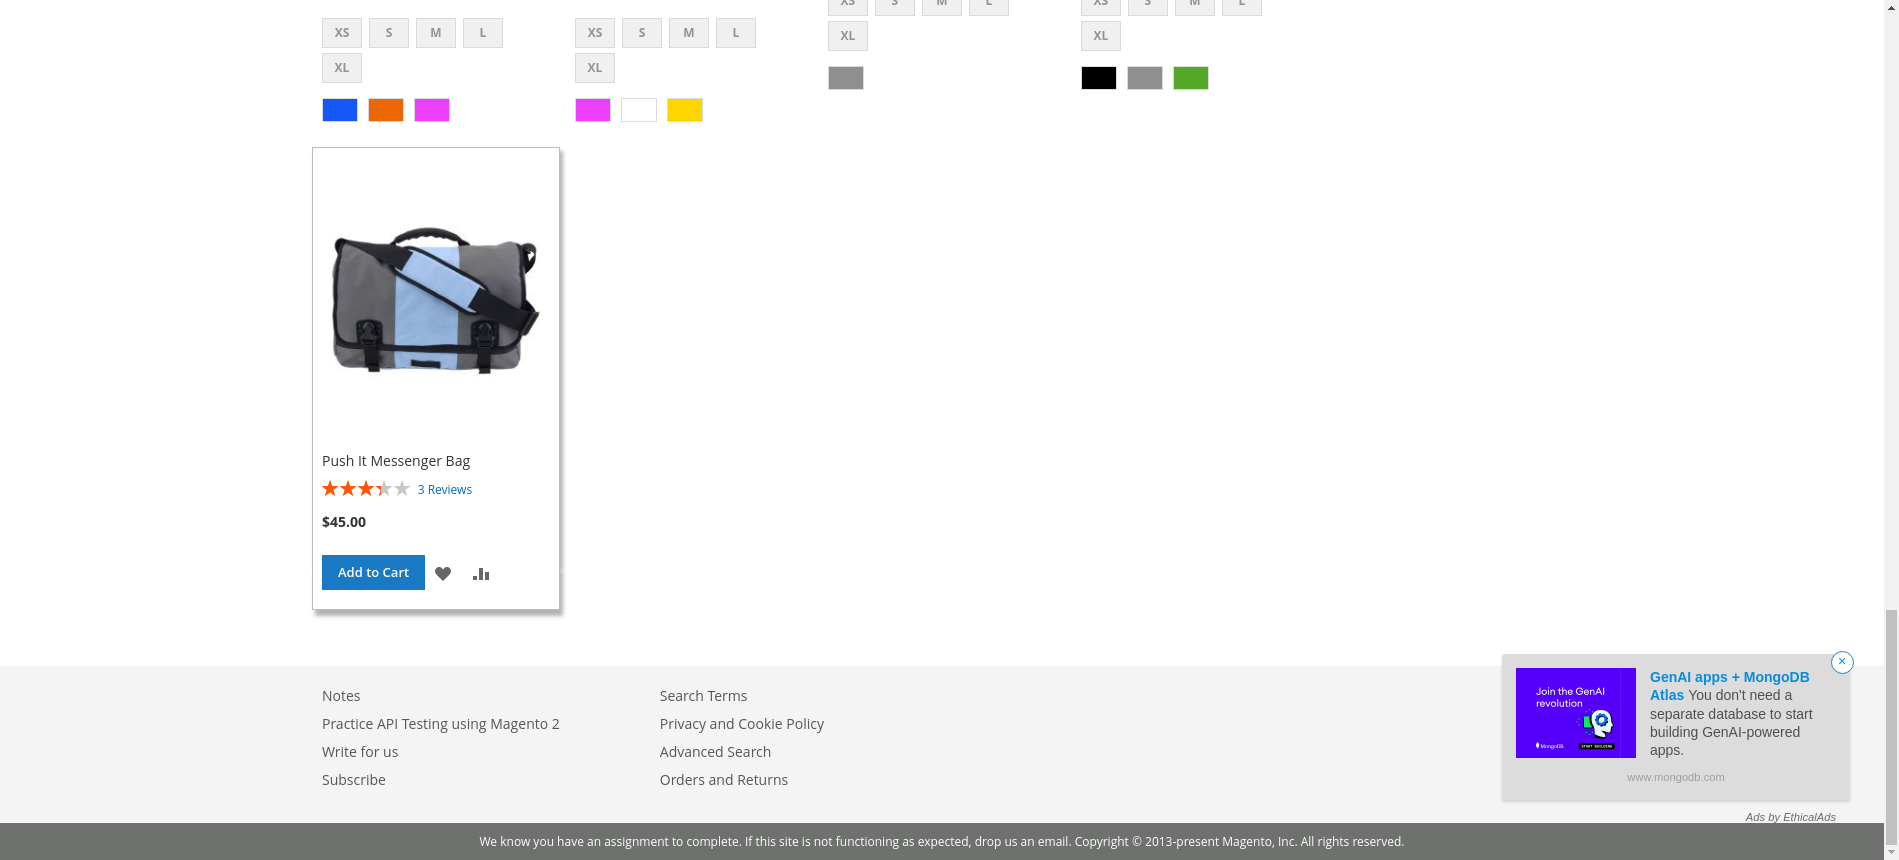 XS S M L
XL
XS S M L
XL
XS S M L
XL
XS S M L
XL
Push It Messenger Bag
3 Reviews
$45.00
Add to Cart
Notes
Practice API Testing using Magento 2
Write for us
Subscribe
Search Terms
Privacy and Cookie Policy
Advanced Search
Orders and Returns
×
Join the GenAI
revolution
MongoDB
START BUILDING
GenAI apps + MongoDB
Atlas You don't need a
separate database to start
building GenAI-powered
apps.
www.mongodb.com
Ads by EthicalAds
We know you have an assignment to complete. If this site is not functioning as expected, drop us an email. Copyright © 2013-present Magento, Inc. All rights reserved.